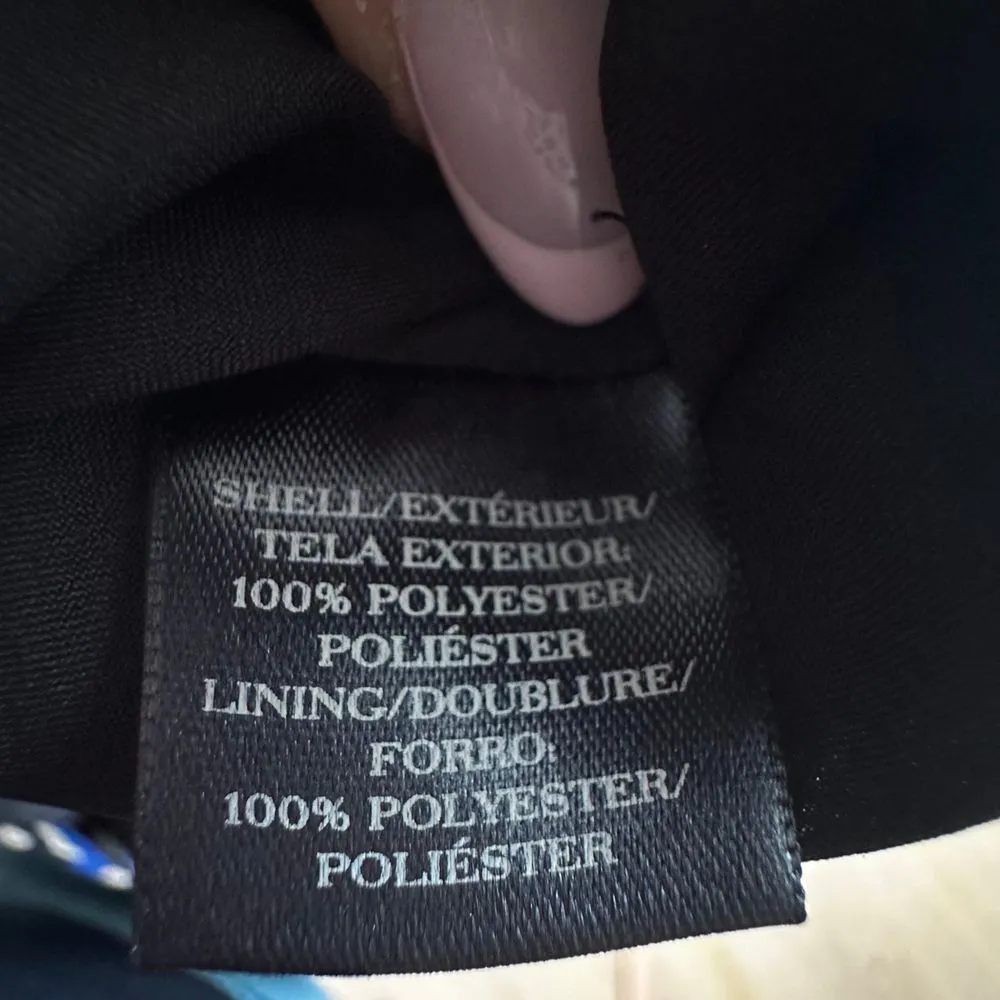 SHELL/EXTÉRIEUR/
TELA EXTERIOR:
100% POLYESTER/
POLIÉSTER
LINING/DOUBLURE/
FORRO:
100% POLYESTER/
POLIÉSTER